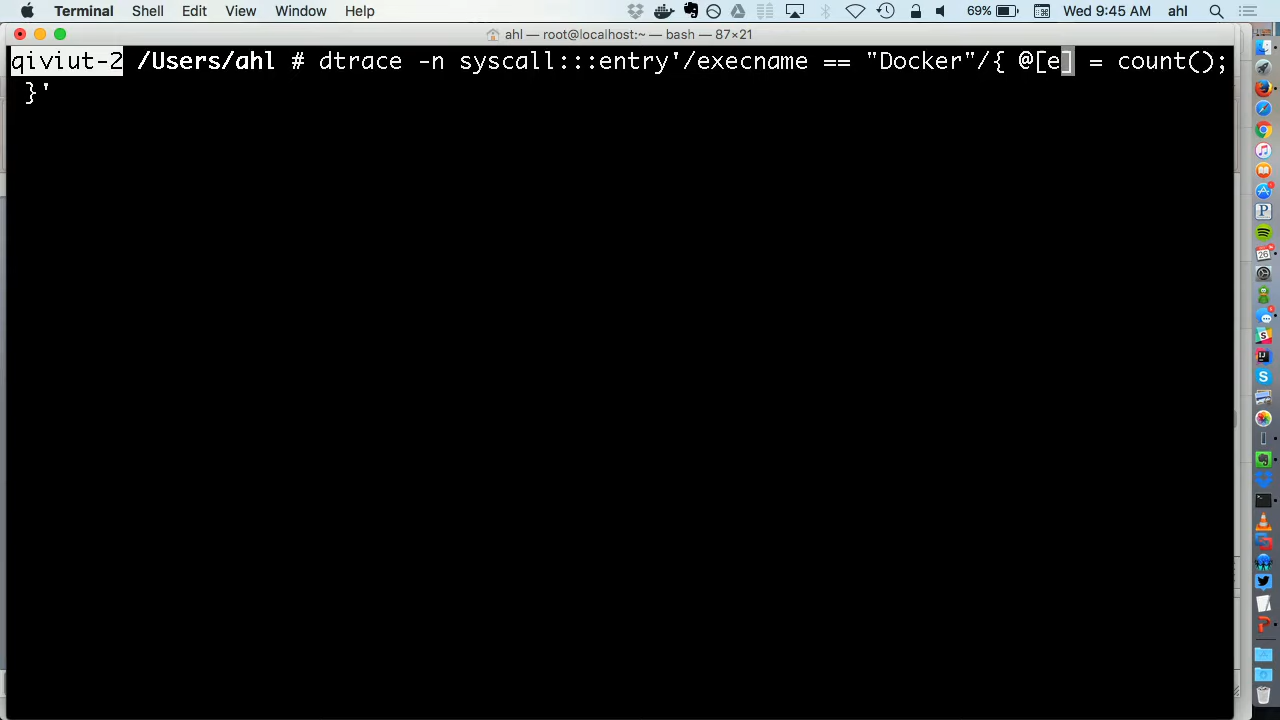 Terminal Shell Edit View Window Help 69% Wed 9:45 AM ahl
ahl — root@localhost:~ — bash — 87×21
qiviut-2 /Users/ahl # dtrace -n syscall:::entry'/execname == "Docker"/{ @[e] = count();
}'